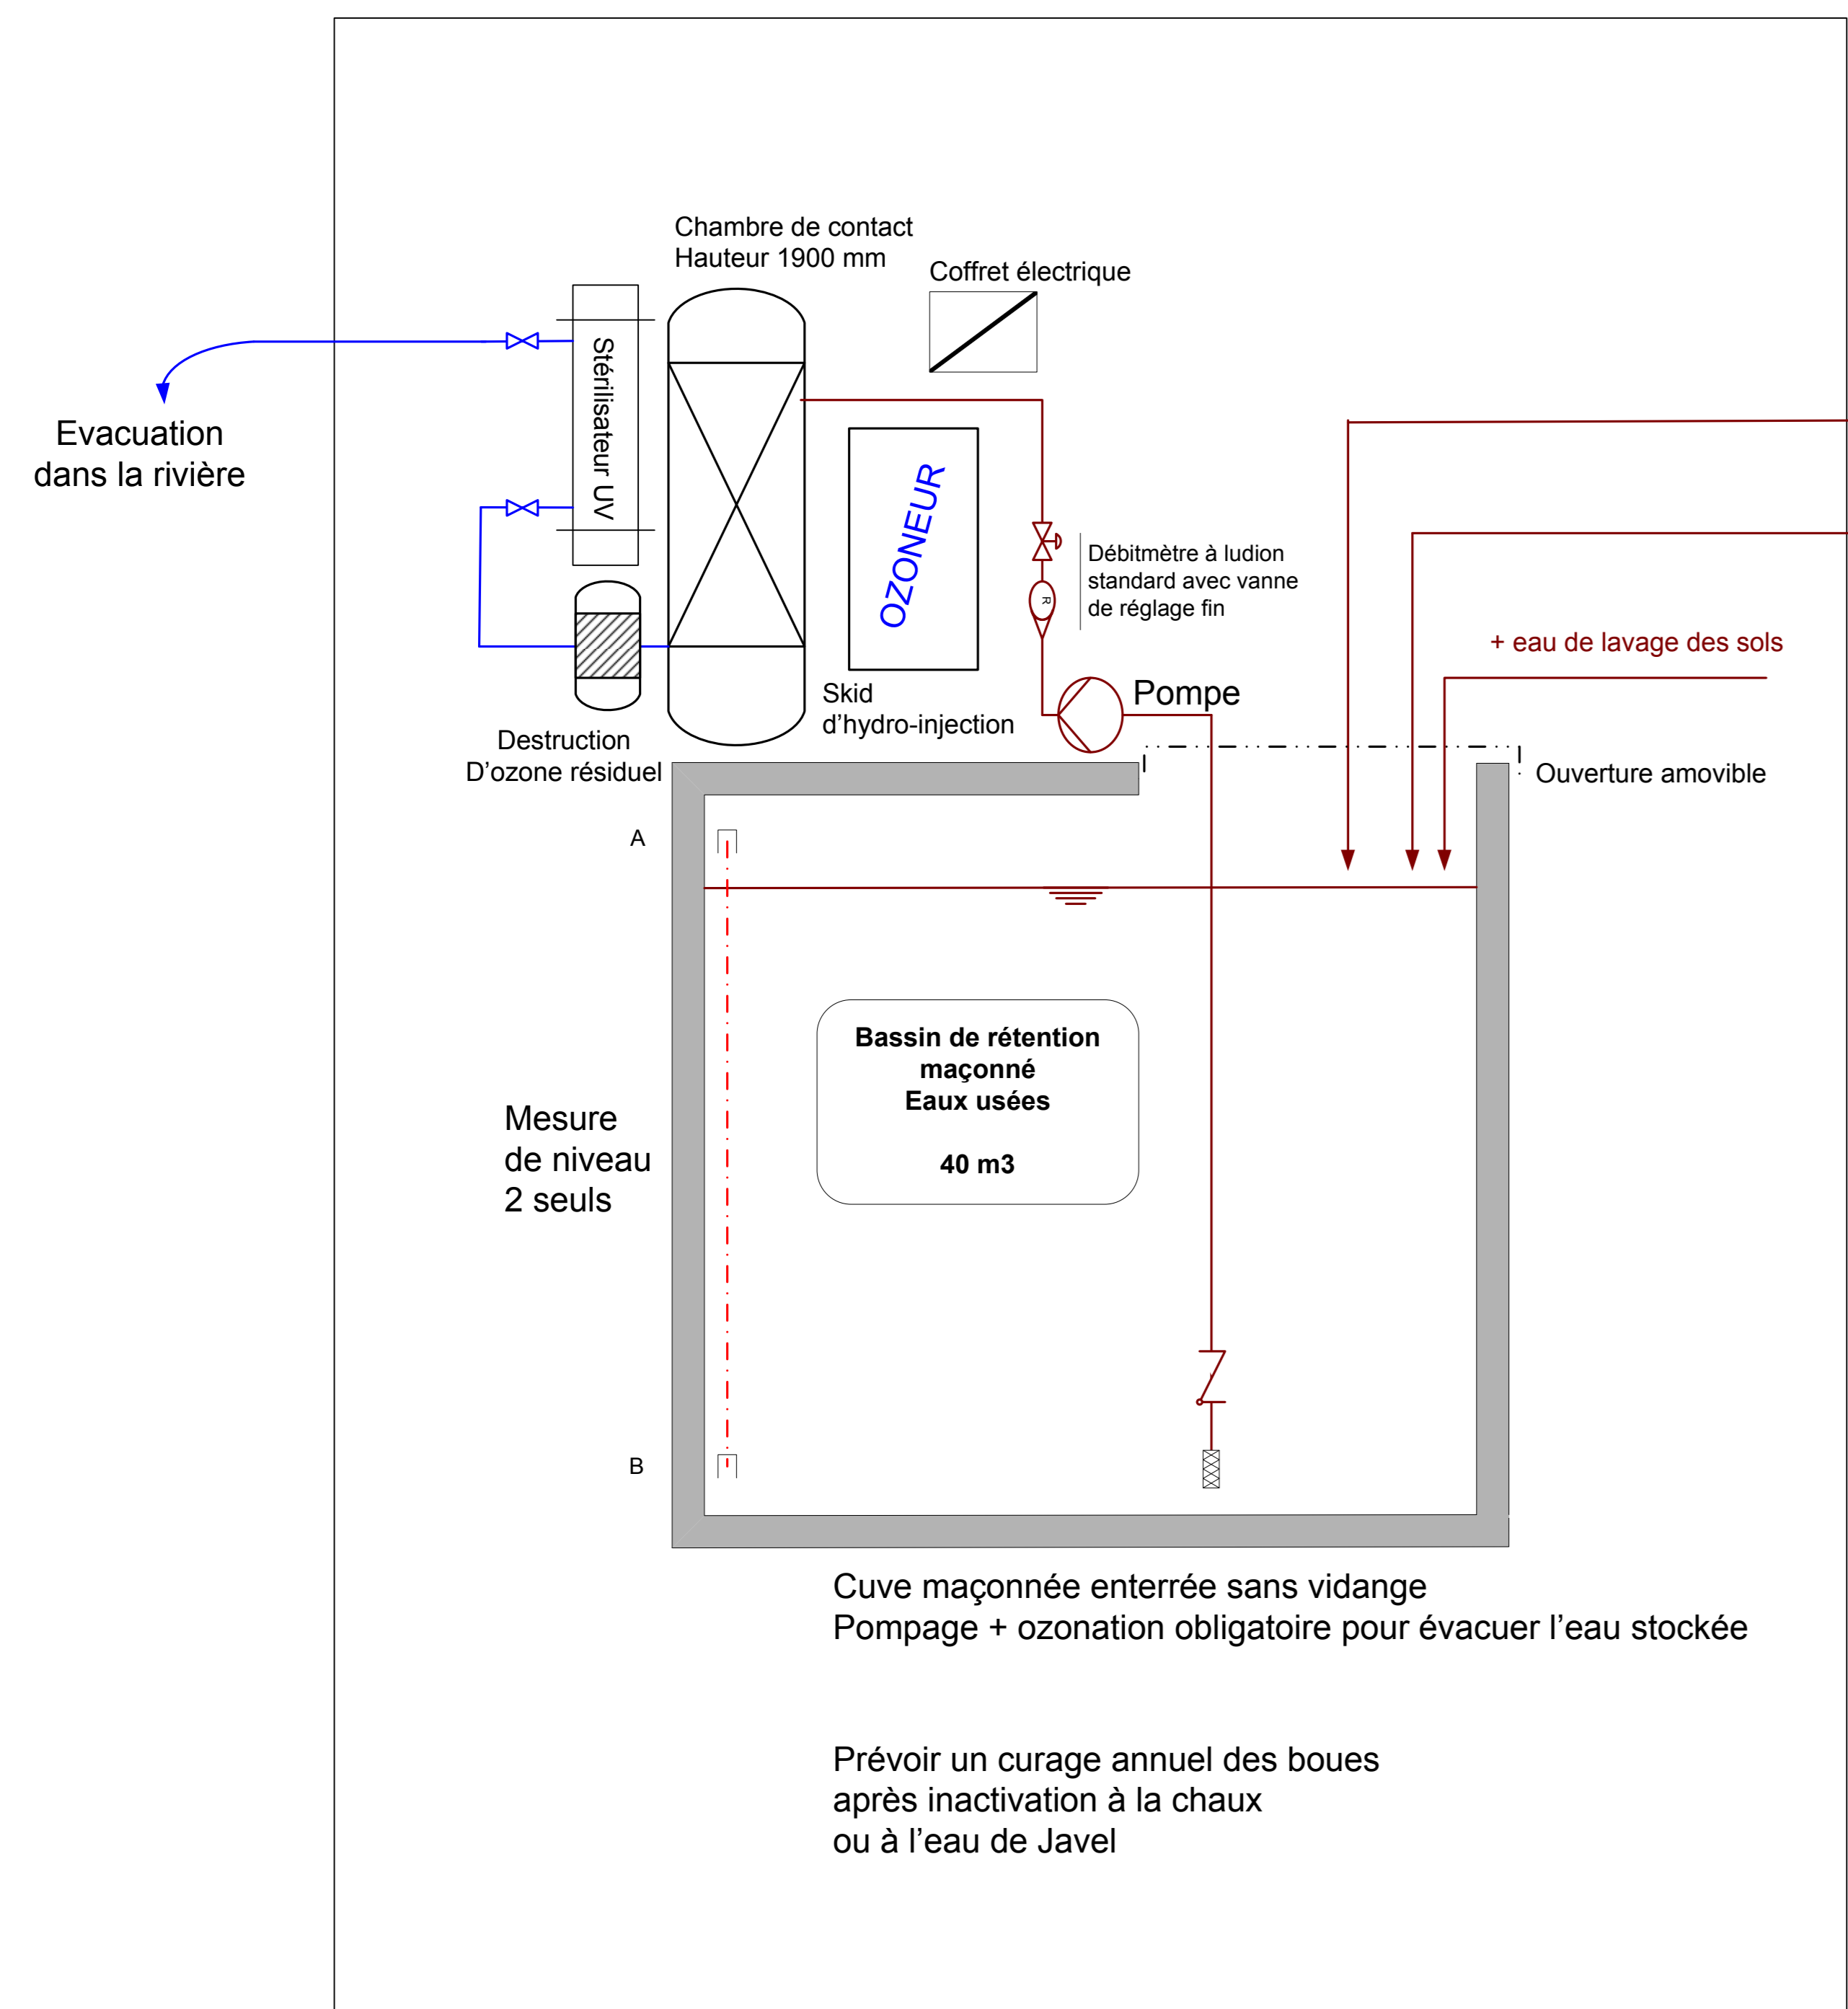 Chambre de contact
Hauteur 1900 mm
Coffret électrique
Stérilisateur UV
Evacuation
dans la rivière
OZONEUR
Débitmètre à ludion
standard avec vanne
de réglage fin
R
+ eau de lavage des sols
Skid
d'hydro-injection
Pompe
Destruction
D'ozone résiduel
Ouverture amovible
A
Bassin de rétention
maçonné
Eaux usées
40 m3
Mesure
de niveau
2 seuls
B
Cuve maçonnée enterrée sans vidange
Pompage + ozonation obligatoire pour évacuer l'eau stockée
Prévoir un curage annuel des boues
après inactivation à la chaux
ou à l'eau de Javel